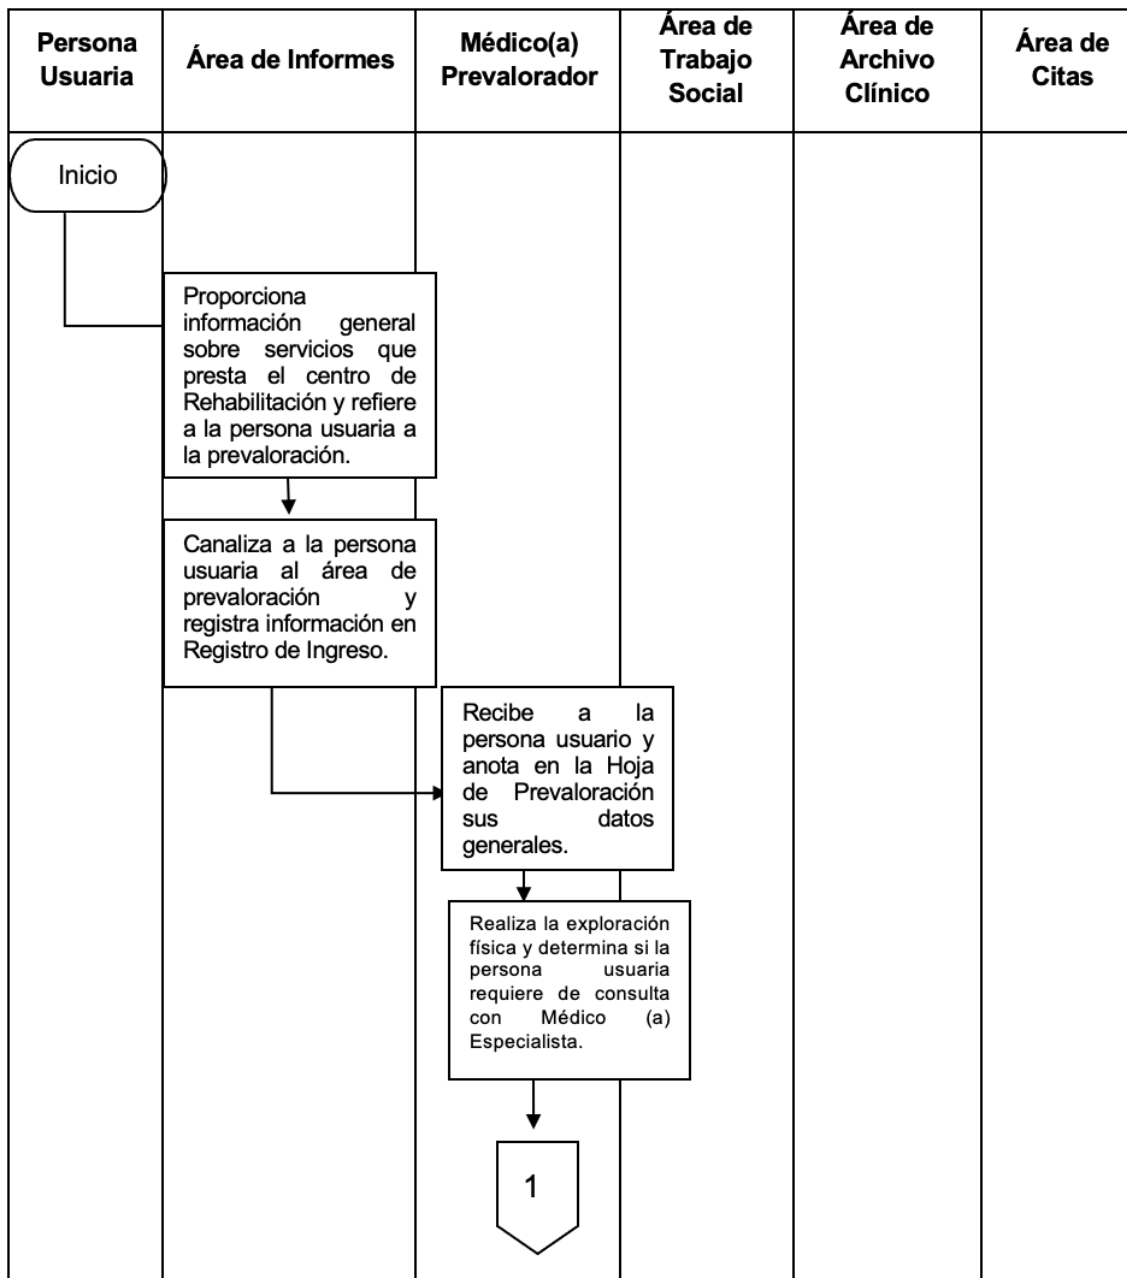 Persona
Usuaria
Área de Informes
Médico(a)
Prevalorador
Área de
Trabajo
Social
Área de
Archivo
Clínico
Área de
Citas
Inicio
Proporciona
información general
sobre servicios que
presta el centro de
Rehabilitación y refiere
a la persona usuaria a
la prevaloración.
Canaliza a la persona
usuaria al área de
prevaloración y
registra información en
Registro de Ingreso.
Recibe a la
persona usuario y
anota en la Hoja
de Prevaloración
sus datos
generales.
Realiza la exploración
física y determina si la
persona usuaria
requiere de consulta
con Médico (a)
Especialista.
1